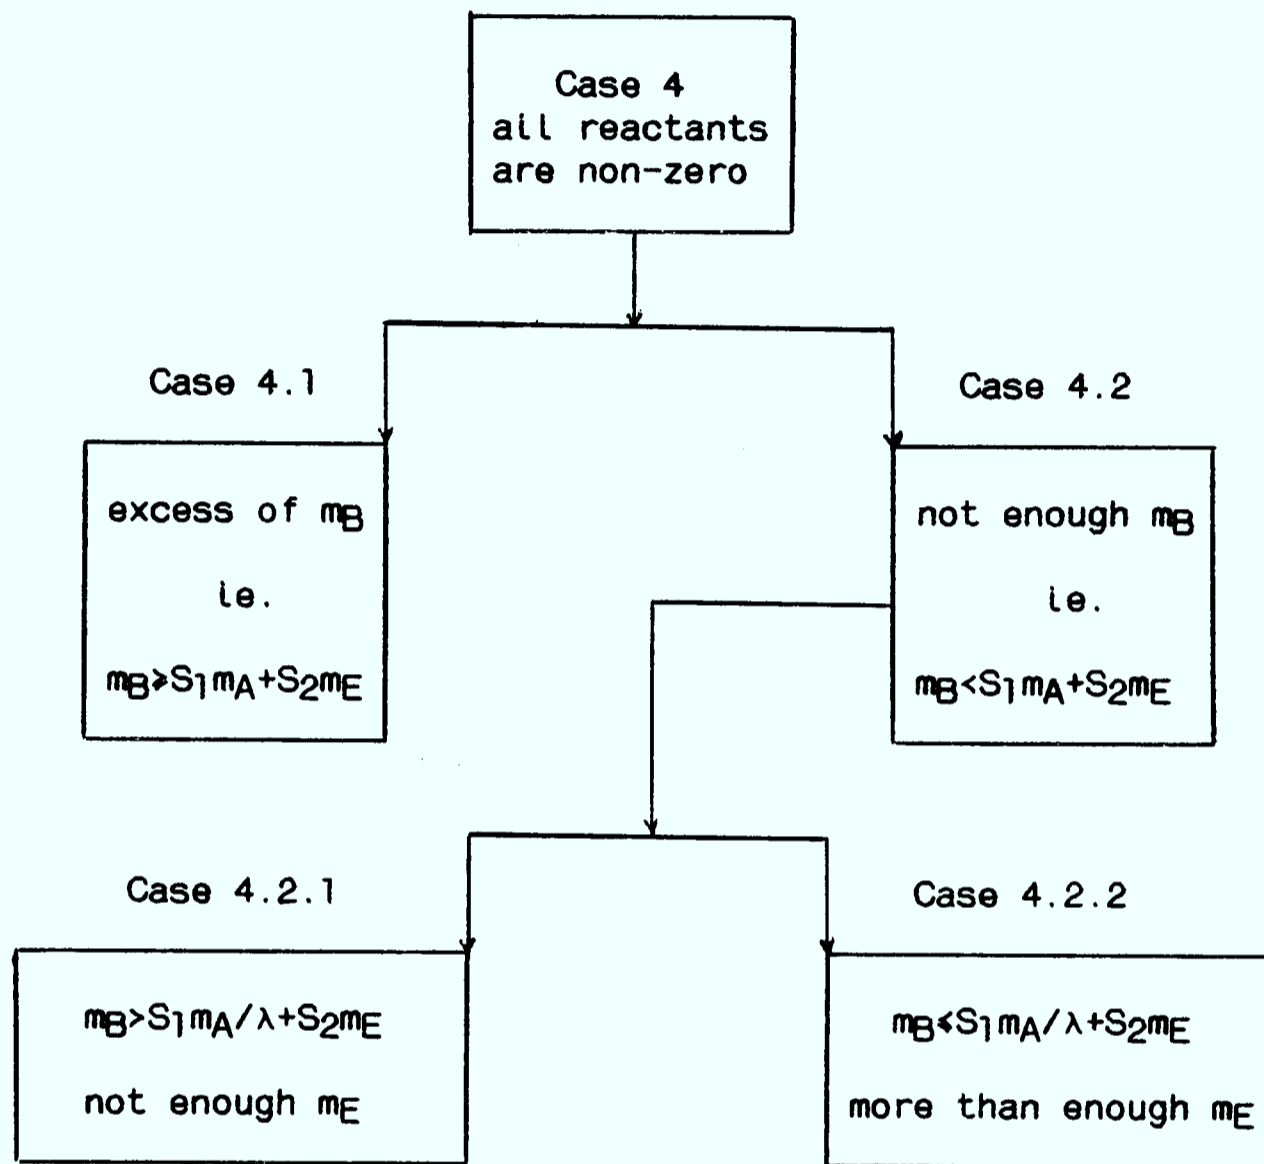 Case 4
all reactants
are non-zero
Case 4.1
Case 4.2
excess of mB
ie.
mB≥S1mA+S2mE
not enough mB
ie.
mB<S1mA+S2mE
Case 4.2.1
Case 4.2.2
mB>S1mA/λ+S2mE
not enough mE
mB≤S1mA/λ+S2mE
more than enough mE